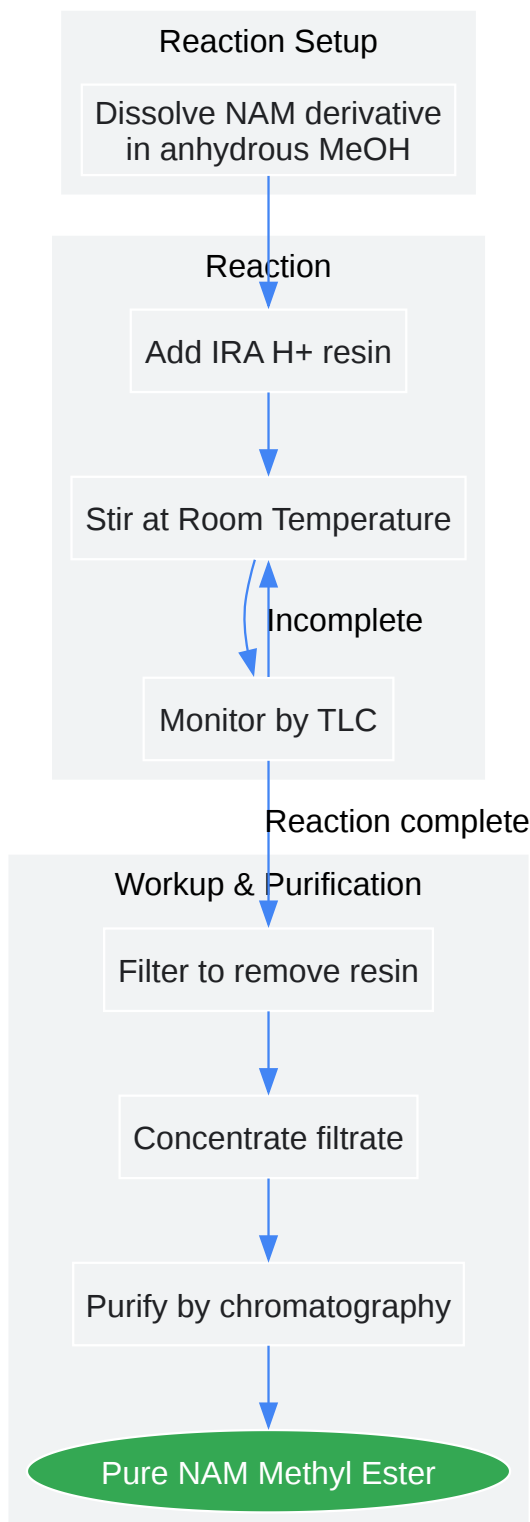 Reaction Setup
Dissolve NAM derivative
in anhydrous MeOH
Reaction
Add IRA H+ resin
Stir at Room Temperature
Incomplete
Monitor by TLC
Reaction complete
Workup & Purification
Filter to remove resin
Concentrate filtrate
Purify by chromatography
Pure NAM Methyl Ester